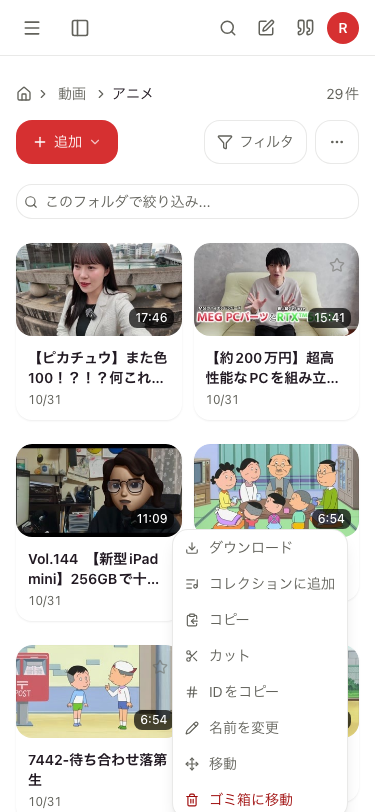 R
動画
アニメ
29件
追加
フィルタ
このフォルダで絞り込み...
17:46
MEG PCパーツ
RTX
15:41
【ピカチュウ】また色
100！？！？何これ...
10/31
【約200万円】超高
性能なPCを組み立...
10/31
11:09
6:54
Vol.144 【新型iPad
mini】256GBで十...
10/31
ダウンロード
コレクションに追加
コピー
カット
IDをコピー
名前を変更
移動
ゴミ箱に移動
POST
6:54
7442-待ち合わせ落第
生
10/31